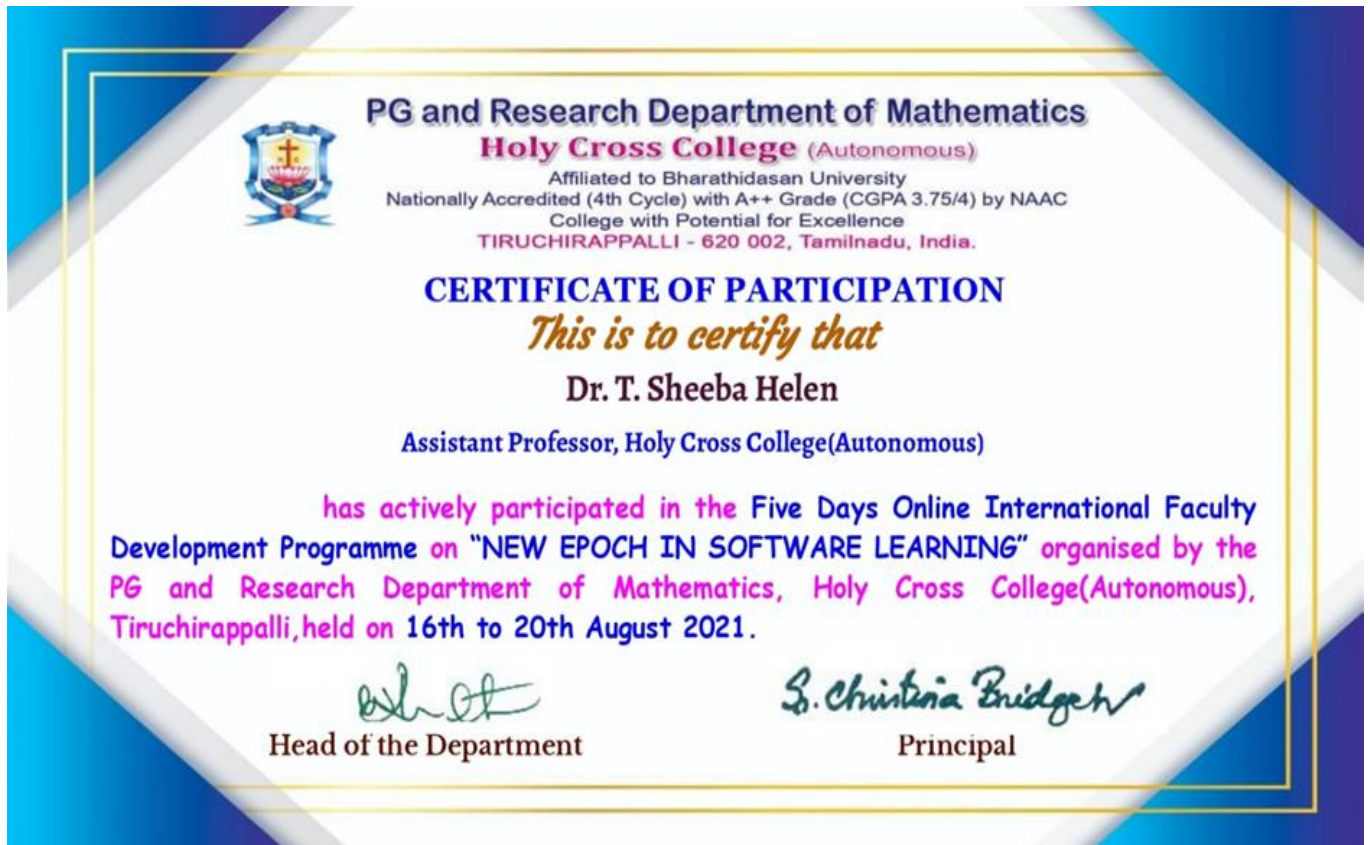 PG and Research Department of Mathematics
Holy Cross College (Autonomous)
Affiliated to Bharathidasan University
Nationally Accredited (4th Cycle) with A++ Grade (CGPA 3.75/4) by NAAC
College with Potential for Excellence
TIRUCHIRAPPALLI - 620 002, Tamilnadu, India.
CERTIFICATE OF PARTICIPATION
This is to certify that
Dr. T. Sheeba Helen
Assistant Professor, Holy Cross College(Autonomous)
has actively participated in the Five Days Online International Faculty
Development Programme on “NEW EPOCH IN SOFTWARE LEARNING” organised by the
PG and Research Department of Mathematics, Holy Cross College(Autonomous),
Tiruchirappalli,held on 16th to 20th August 2021.
Sr. Christina Bridget
Head of the Department
Principal